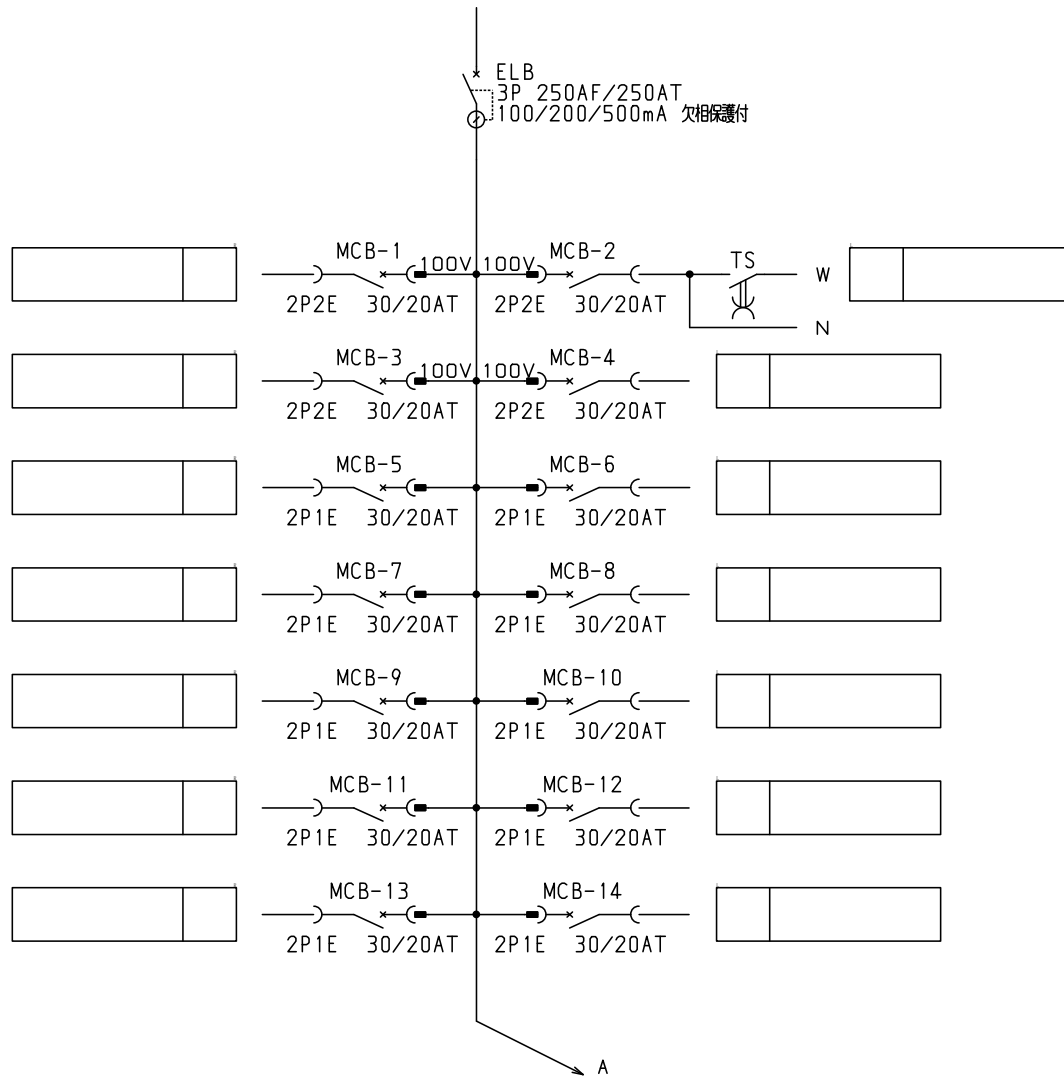 ELB
3P 250AF/250AT
100/200/500mA 欠相保護付
MCB-1 100V 100V MCB-2 TS W
2P2E 30/20AT 2P2E 30/20AT N
MCB-3 100V 100V MCB-4
2P2E 30/20AT 2P2E 30/20AT
MCB-5 MCB-6
2P1E 30/20AT 2P1E 30/20AT
MCB-7 MCB-8
2P1E 30/20AT 2P1E 30/20AT
MCB-9 MCB-10
2P1E 30/20AT 2P1E 30/20AT
MCB-11 MCB-12
2P1E 30/20AT 2P1E 30/20AT
MCB-13 MCB-14
2P1E 30/20AT 2P1E 30/20AT
A